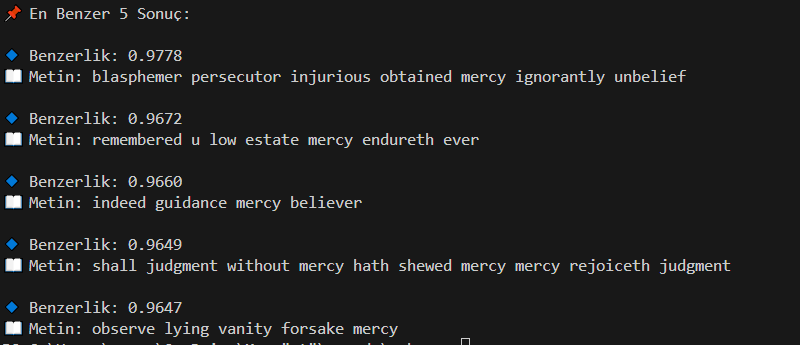 📌 En Benzer 5 Sonuç:
🔹 Benzerlik: 0.9778
📖 Metin: blasphemer persecutor injurious obtained mercy ignorantly unbelief
🔹 Benzerlik: 0.9672
📖 Metin: remembered u low estate mercy endureth ever
🔹 Benzerlik: 0.9660
📖 Metin: indeed guidance mercy believer
🔹 Benzerlik: 0.9649
📖 Metin: shall judgment without mercy hath shewed mercy mercy rejoiceth judgment
🔹 Benzerlik: 0.9647
📖 Metin: observe lying vanity forsake mercy